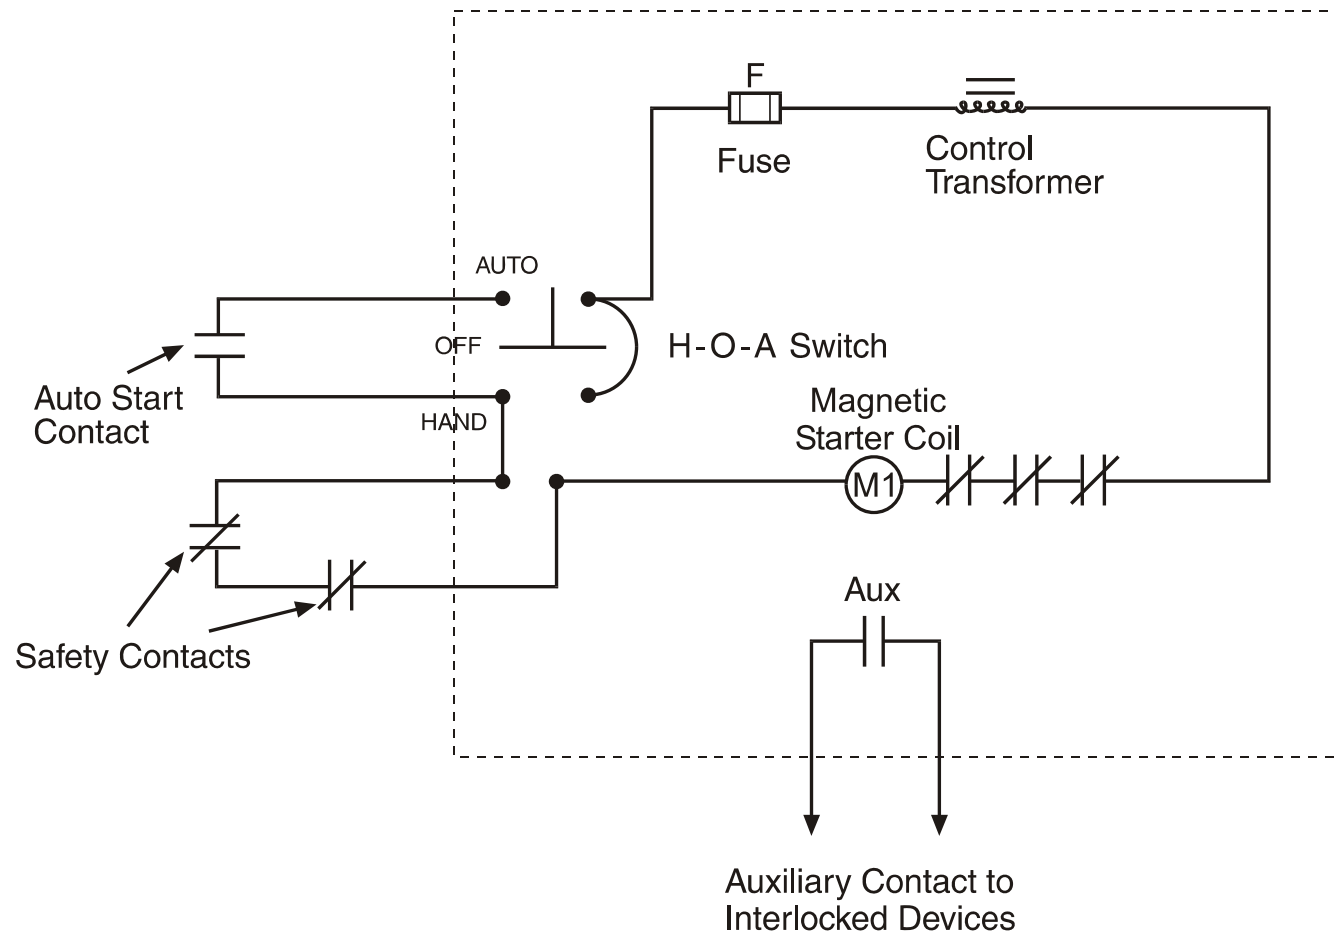 F
Fuse
Control
Transformer
AUTO
OFF
HAND
H-O-A Switch
Auto Start
Contact
Magnetic
Starter Coil
M1
Safety Contacts
Aux
Auxiliary Contact to
Interlocked Devices